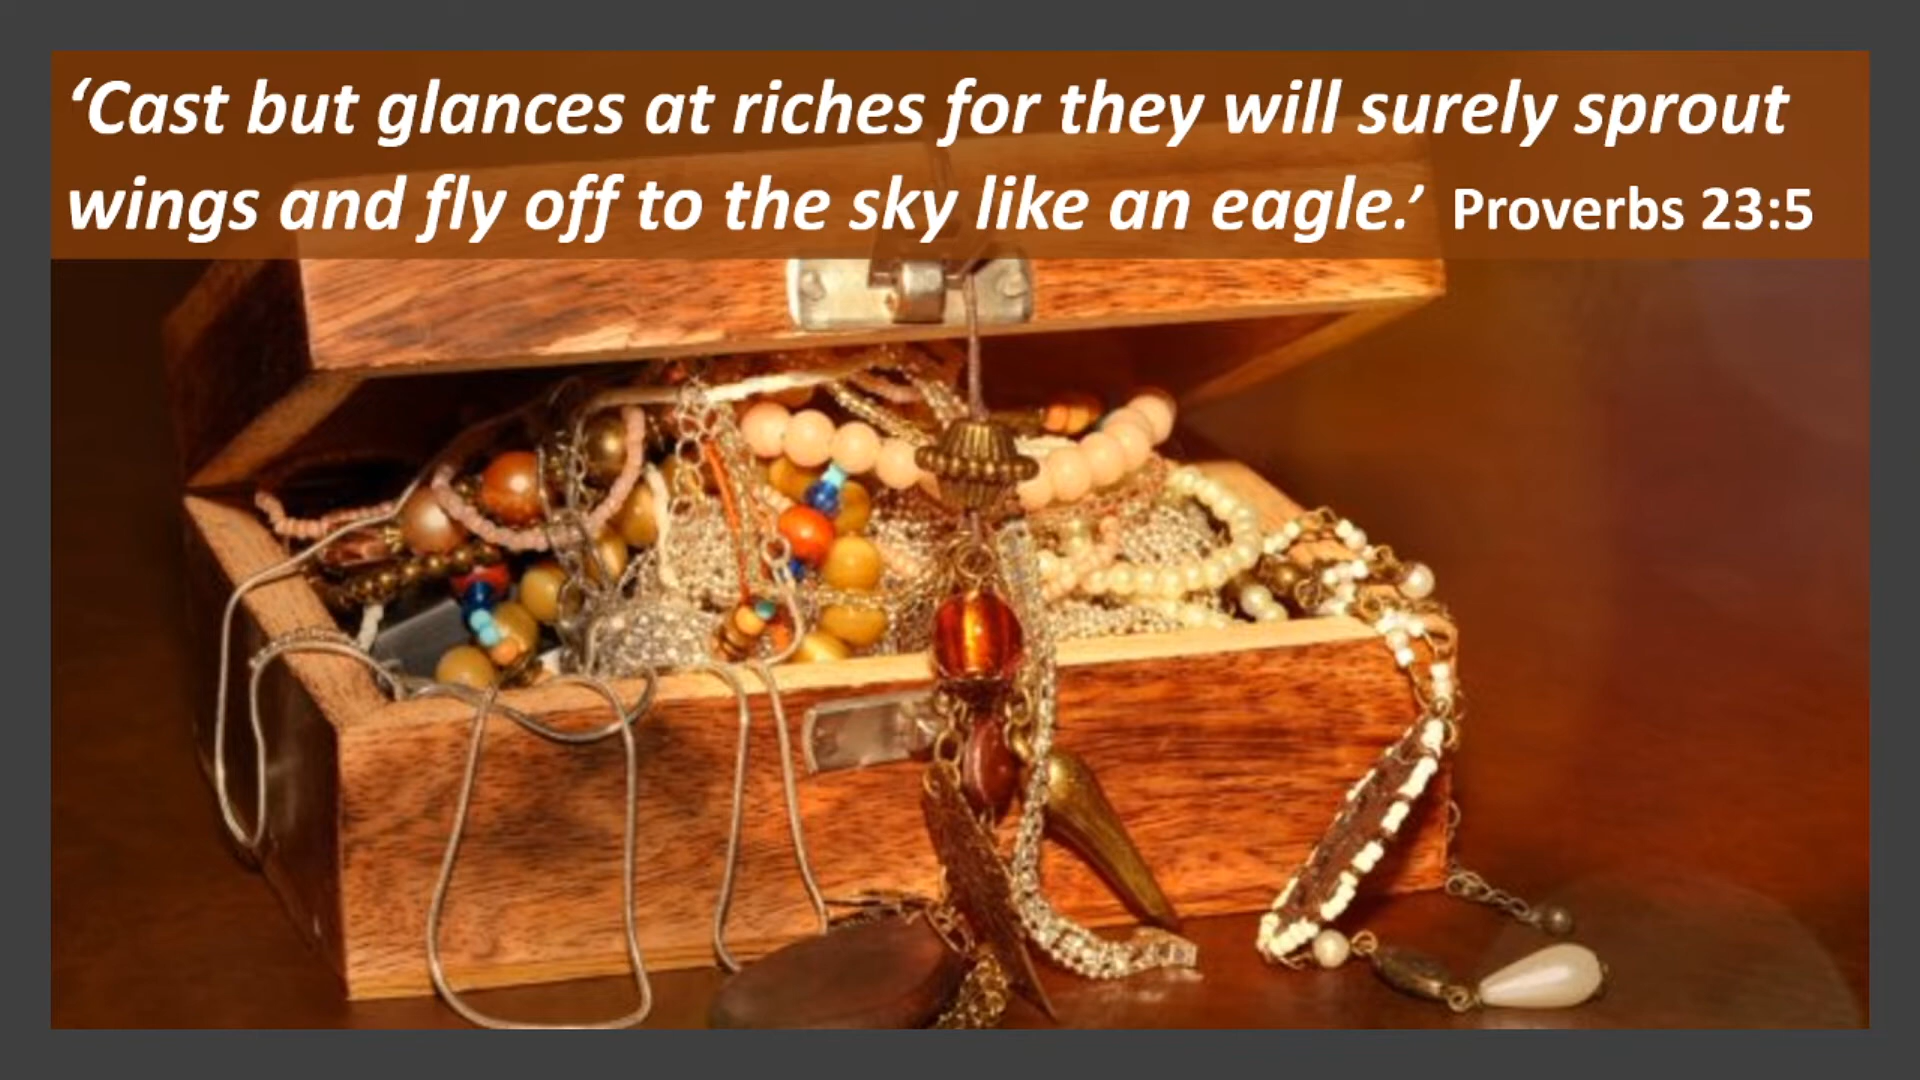 ‘Cast but glances at riches for they will surely sprout
wings and fly off to the sky like an eagle.’ Proverbs 23:5